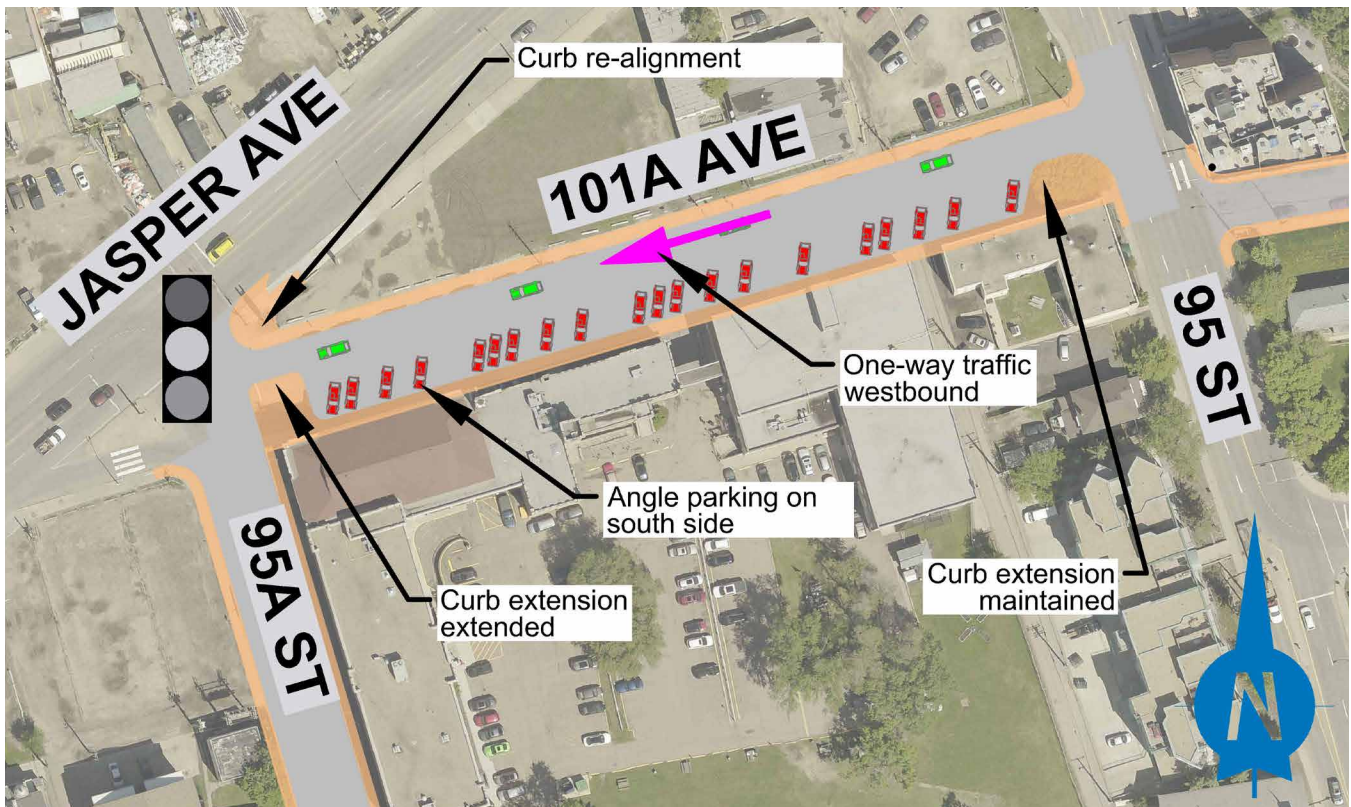 Curb re-alignment
JASPER AVE
101A AVE
One-way traffic
westbound
95 ST
Angle parking on
south side
95A ST
Curb extension
extended
Curb extension
maintained
N